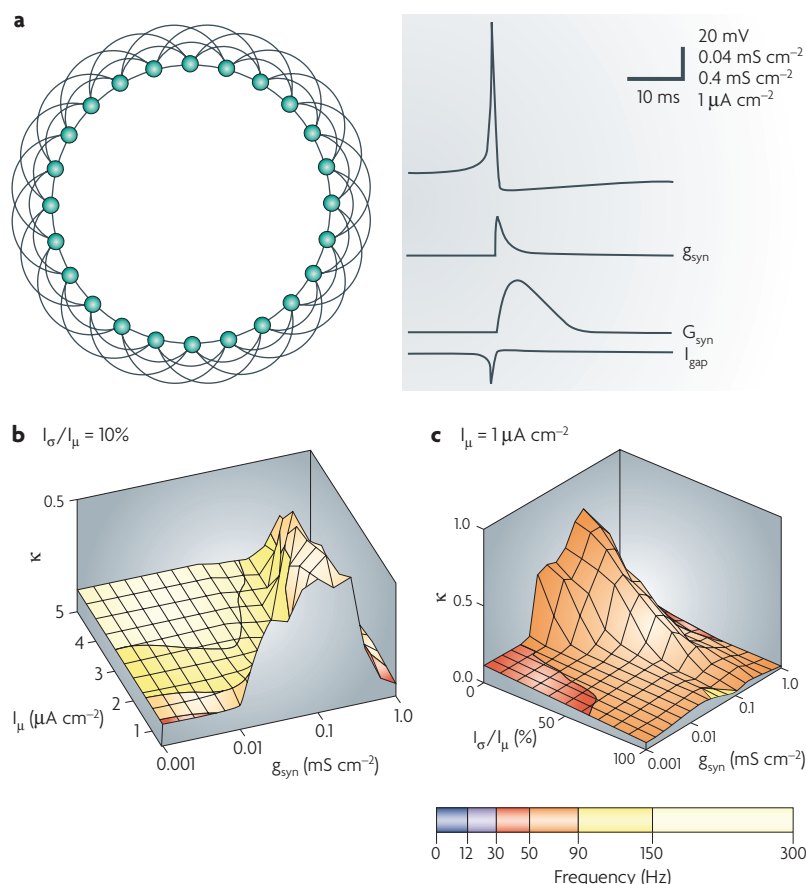 a
20 mV
0.04 mS cm⁻²
0.4 mS cm⁻²
10 ms 1 μA cm⁻²
g_syn
G_syn
I_gap
b I_σ/I_μ = 10%
0.5
κ
5
4
3
2
1
I_μ (μA cm⁻²)
0.001
0.01
0.1
1.0
g_syn (mS cm⁻²)
c I_μ = 1 μA cm⁻²
1.0
κ
0.5
0.0
0
50
100
I_σ/I_μ (%)
0.001
0.01
0.1
1.0
g_syn (mS cm⁻²)
0 12 30 50 90 150 300
Frequency (Hz)